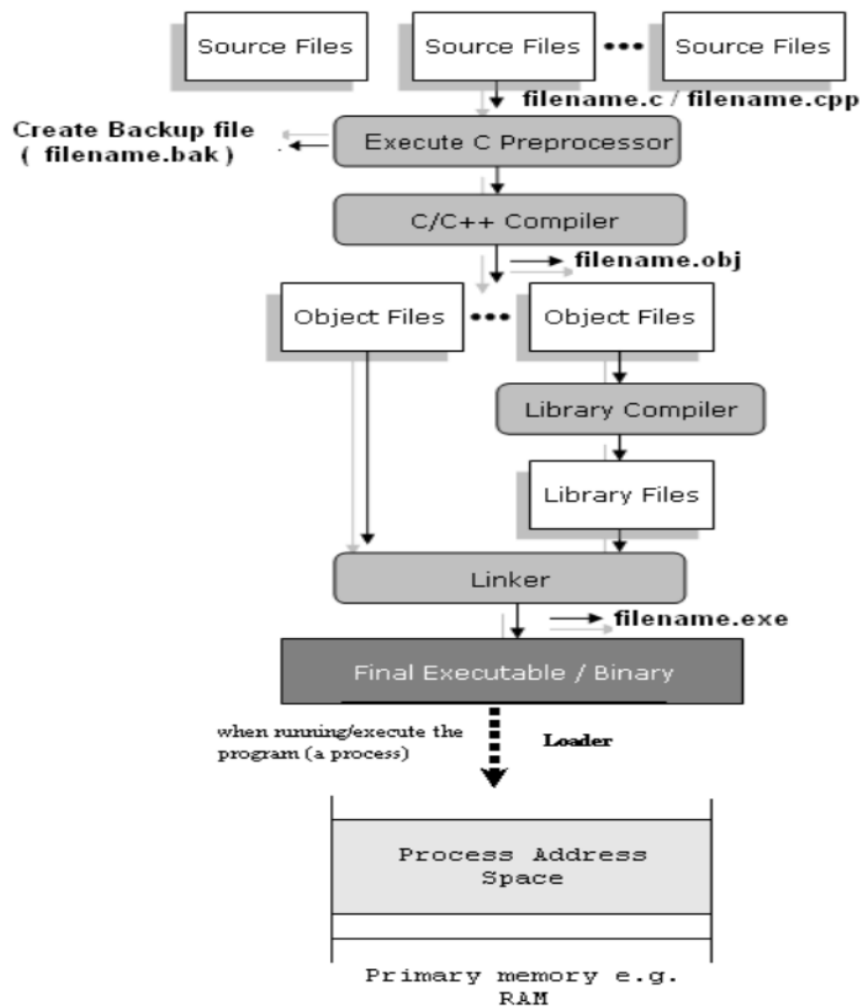 Source Files
Source Files
Source Files
filename.c / filename.cpp
Create Backup file
( filename.bak )
Execute C Preprocessor
C/C++ Compiler
filename.obj
Object Files
Object Files
Library Compiler
Library Files
Linker
filename.exe
Final Executable / Binary
when running/execute the
program (a process)
Loader
Process Address
Space
Primary memory e.g.
RAM